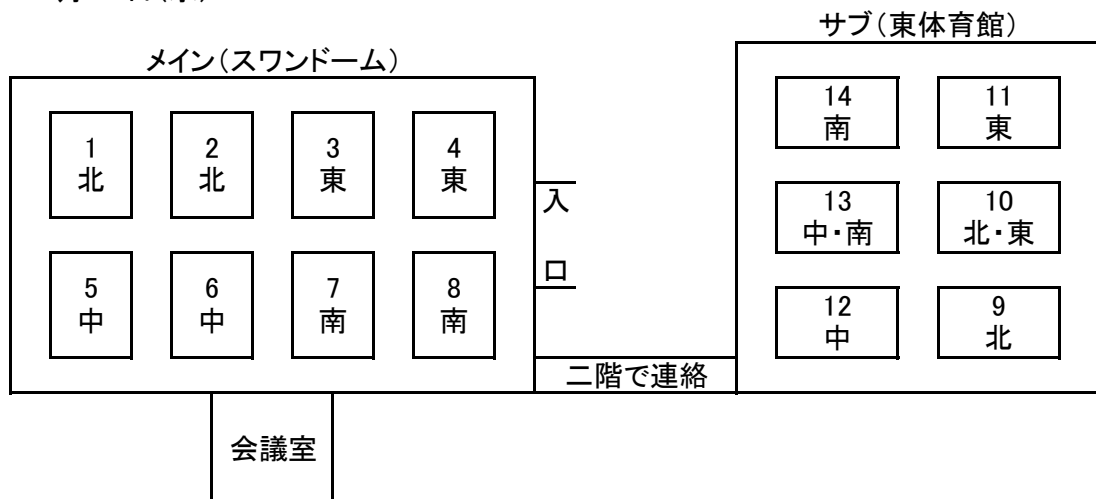 サブ(東体育館)
メイン(スワンドーム)
1
北
2
北
3
東
4
東
5
中
6
中
7
南
8
南
入
口
14
南
11
東
13
中・南
10
北・東
12
中
9
北
二階で連絡
会議室